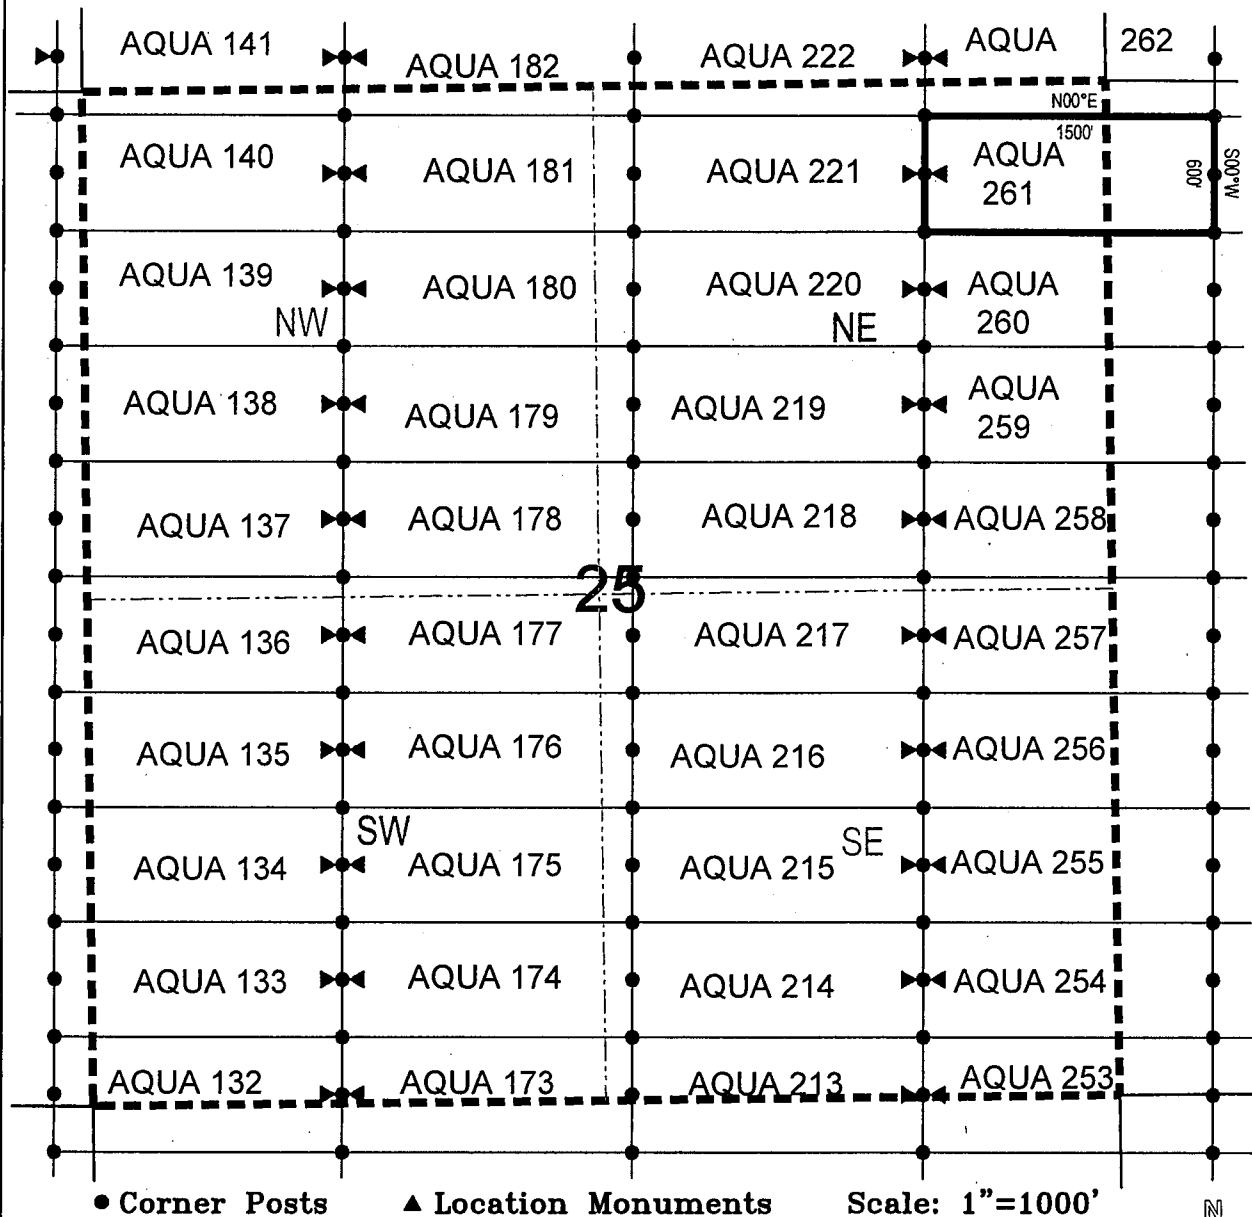 AQUA 141
AQUA 182
AQUA 222
AQUA 262
N00°E
1500'
AQUA 140
AQUA 181
AQUA 221
AQUA
261
600'
S00°W
AQUA 139
AQUA 180
AQUA 220
AQUA
260
NW
NE
AQUA 138
AQUA 179
AQUA 219
AQUA
259
AQUA 137
AQUA 178
AQUA 218
AQUA 258
25
AQUA 136
AQUA 177
AQUA 217
AQUA 257
AQUA 135
AQUA 176
AQUA 216
AQUA 256
SW
SE
AQUA 134
AQUA 175
AQUA 215
AQUA 255
AQUA 133
AQUA 174
AQUA 214
AQUA 254
AQUA 132
AQUA 173
AQUA 213
AQUA 253
● Corner Posts ▲ Location Monuments Scale: 1"=1000' N